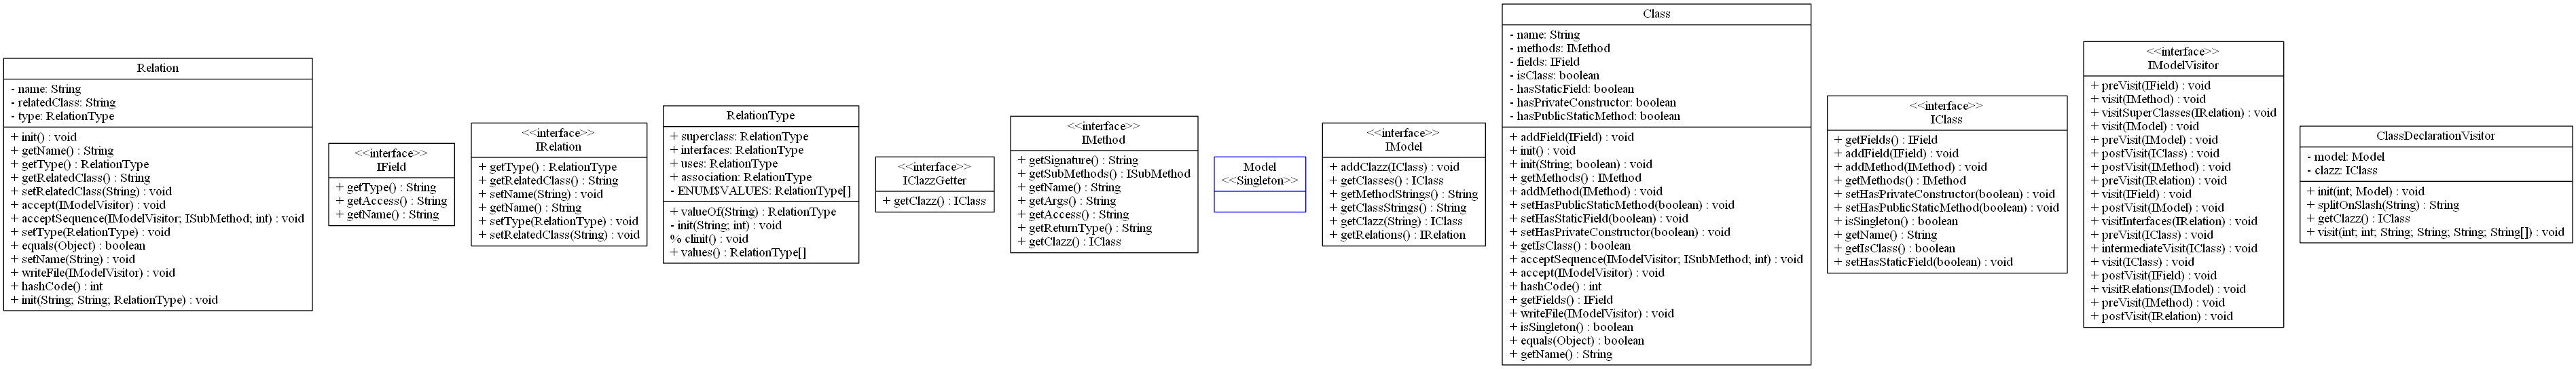 Relation
- name: String
- relatedClass: String
- type: RelationType
+ init() : void
+ getName() : String
+ getType() : RelationType
+ getRelatedClass() : String
+ setRelatedClass(String) : void
+ accept(IModelVisitor) : void
+ acceptSequence(IModelVisitor; ISubMethod; int) : void
+ setType(RelationType) : void
+ equals(Object) : boolean
+ setName(String) : void
+ writeFile(IModelVisitor) : void
+ hashCode() : int
+ init(String; String; RelationType) : void
<<interface>>
IField
+ getType() : String
+ getAccess() : String
+ getName() : String
<<interface>>
IRelation
+ getType() : RelationType
+ getRelatedClass() : String
+ setName(String) : void
+ getName() : String
+ setType(RelationType) : void
+ setRelatedClass(String) : void
RelationType
+ superclass: RelationType
+ interfaces: RelationType
+ uses: RelationType
+ association: RelationType
- ENUM$VALUES: RelationType[]
+ valueOf(String) : RelationType
- init(String; int) : void
% clinit() : void
+ values() : RelationType[]
<<interface>>
IClazzGetter
+ getClazz() : IClass
<<interface>>
IMethod
+ getSignature() : String
+ getSubMethods() : ISubMethod
+ getName() : String
+ getArgs() : String
+ getAccess() : String
+ getReturnType() : String
+ getClazz() : IClass
Model
<<Singleton>>
<<interface>>
IModel
+ addClazz(IClass) : void
+ getClasses() : IClass
+ getMethodStrings() : String
+ getClassStrings() : String
+ getClazz(String) : IClass
+ getRelations() : IRelation
Class
- name: String
- methods: IMethod
- fields: IField
- isClass: boolean
- hasStaticField: boolean
- hasPrivateConstructor: boolean
- hasPublicStaticMethod: boolean
+ addField(IField) : void
+ init() : void
+ init(String; boolean) : void
+ getMethods() : IMethod
+ addMethod(IMethod) : void
+ setHasPublicStaticMethod(boolean) : void
+ setHasStaticField(boolean) : void
+ setHasPrivateConstructor(boolean) : void
+ getIsClass() : boolean
+ acceptSequence(IModelVisitor; ISubMethod; int) : void
+ accept(IModelVisitor) : void
+ hashCode() : int
+ getFields() : IField
+ writeFile(IModelVisitor) : void
+ isSingleton() : boolean
+ equals(Object) : boolean
+ getName() : String
<<interface>>
IClass
+ getFields() : IField
+ addField(IField) : void
+ addMethod(IMethod) : void
+ getMethods() : IMethod
+ setHasPrivateConstructor(boolean) : void
+ setHasPublicStaticMethod(boolean) : void
+ isSingleton() : boolean
+ getName() : String
+ getIsClass() : boolean
+ setHasStaticField(boolean) : void
<<interface>>
IModelVisitor
+ preVisit(IField) : void
+ visit(IMethod) : void
+ visitSuperClasses(IRelation) : void
+ visit(IModel) : void
+ preVisit(IModel) : void
+ postVisit(IClass) : void
+ postVisit(IMethod) : void
+ preVisit(IRelation) : void
+ visit(IField) : void
+ postVisit(IModel) : void
+ visitInterfaces(IRelation) : void
+ preVisit(IClass) : void
+ intermediateVisit(IClass) : void
+ visit(IClass) : void
+ postVisit(IField) : void
+ visitRelations(IModel) : void
+ preVisit(IMethod) : void
+ postVisit(IRelation) : void
ClassDeclarationVisitor
- model: Model
- clazz: IClass
+ init(int; Model) : void
+ splitOnSlash(String) : String
+ getClazz() : IClass
+ visit(int; int; String; String; String; String[]) : void